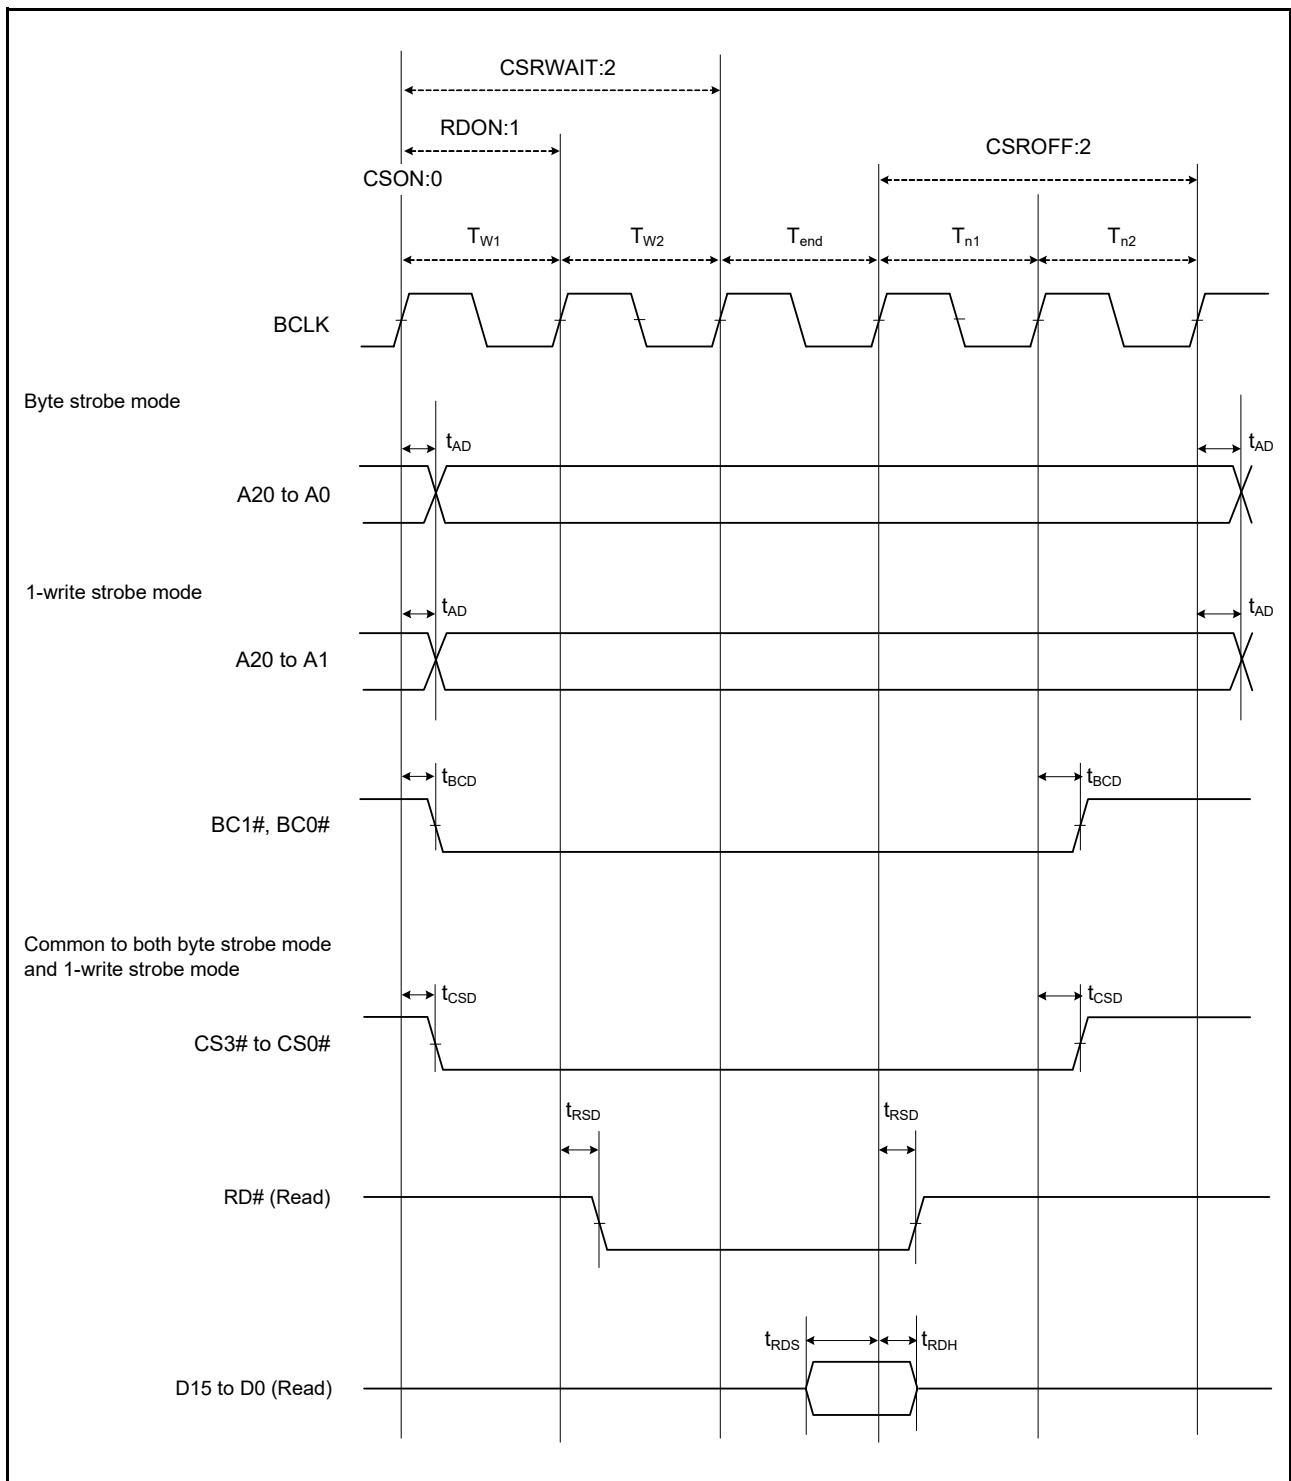 CSRWAIT:2
RDON:1
CSROFF:2
CSON:0
TW1
TW2
Tend
Tn1
Tn2
BCLK
Byte strobe mode
tAD
tAD
A20 to A0
1-write strobe mode
tAD
tAD
A20 to A1
tBCD
tBCD
BC1#, BC0#
Common to both byte strobe mode
and 1-write strobe mode
tCSD
tCSD
CS3# to CS0#
tRSD
tRSD
RD# (Read)
tRDS
tRDH
D15 to D0 (Read)